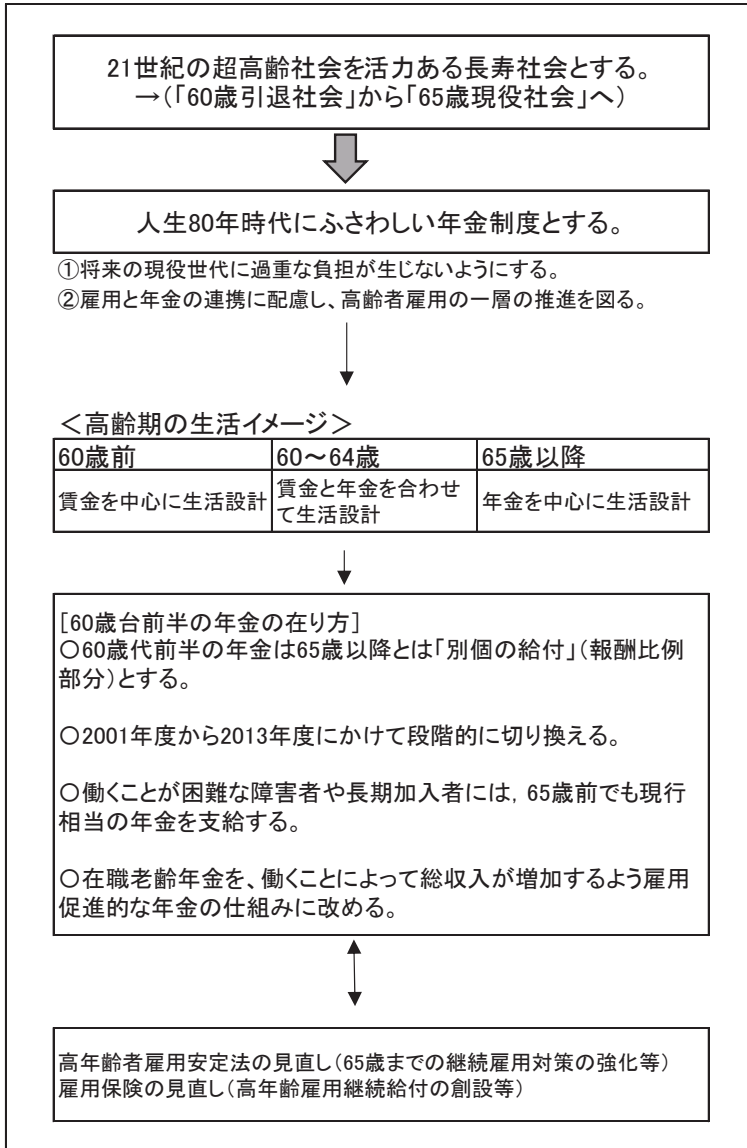 21世紀の超高齢社会を活力ある長寿社会とする。
→(「60歳引退社会」から「65歳現役社会」へ)
人生80年時代にふさわしい年金制度とする。
①将来の現役世代に過重な負担が生じないようにする。
②雇用と年金の連携に配慮し、高齢者雇用の一層の推進を図る。
＜高齢期の生活イメージ＞
60歳前 60～64歳 65歳以降
賃金を中心に生活設計 賃金と年金を合わせて生活設計 年金を中心に生活設計
[60歳台前半の年金の在り方]
○60歳代前半の年金は65歳以降とは「別個の給付」(報酬比例
部分)とする。
○2001年度から2013年度にかけて段階的に切り換える。
○働くことが困難な障害者や長期加入者には, 65歳前でも現行
相当の年金を支給する。
○在職老齢年金を、働くことによって総収入が増加するよう雇用
促進的な年金の仕組みに改める。
高年齢者雇用安定法の見直し(65歳までの継続雇用対策の強化等)
雇用保険の見直し(高年齢雇用継続給付の創設等)